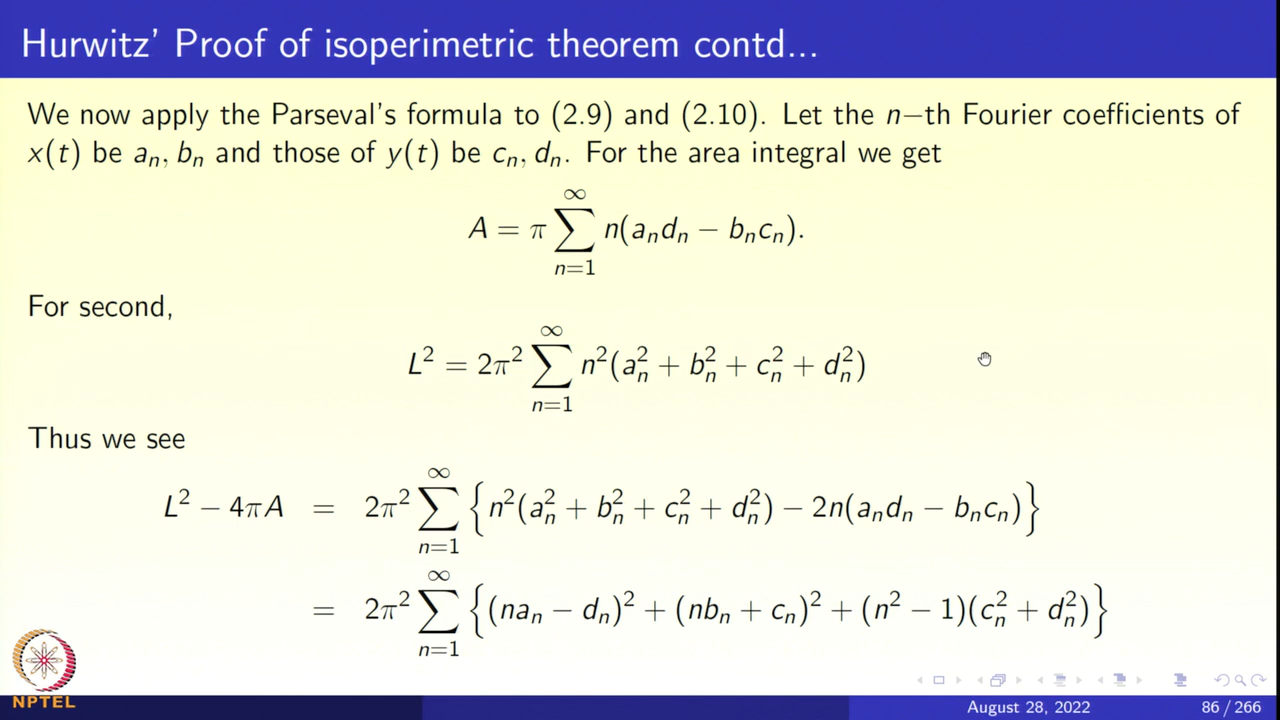 Hurwitz' Proof of isoperimetric theorem contd...
We now apply the Parseval's formula to (2.9) and (2.10). Let the n−th Fourier coefficients of
x(t) be aₙ, bₙ and those of y(t) be cₙ, dₙ. For the area integral we get
A = π ∑_{n=1}^{∞} n(aₙdₙ − bₙcₙ).
For second,
L² = 2π² ∑_{n=1}^{∞} n²(aₙ² + bₙ² + cₙ² + dₙ²)
Thus we see
L² − 4πA = 2π² ∑_{n=1}^{∞} {n²(aₙ² + bₙ² + cₙ² + dₙ²) − 2n(aₙdₙ − bₙcₙ)}
= 2π² ∑_{n=1}^{∞} {(naₙ − dₙ)² + (nbₙ + cₙ)² + (n² − 1)(cₙ² + dₙ²)}
NPTEL
August 28, 2022 86 / 266